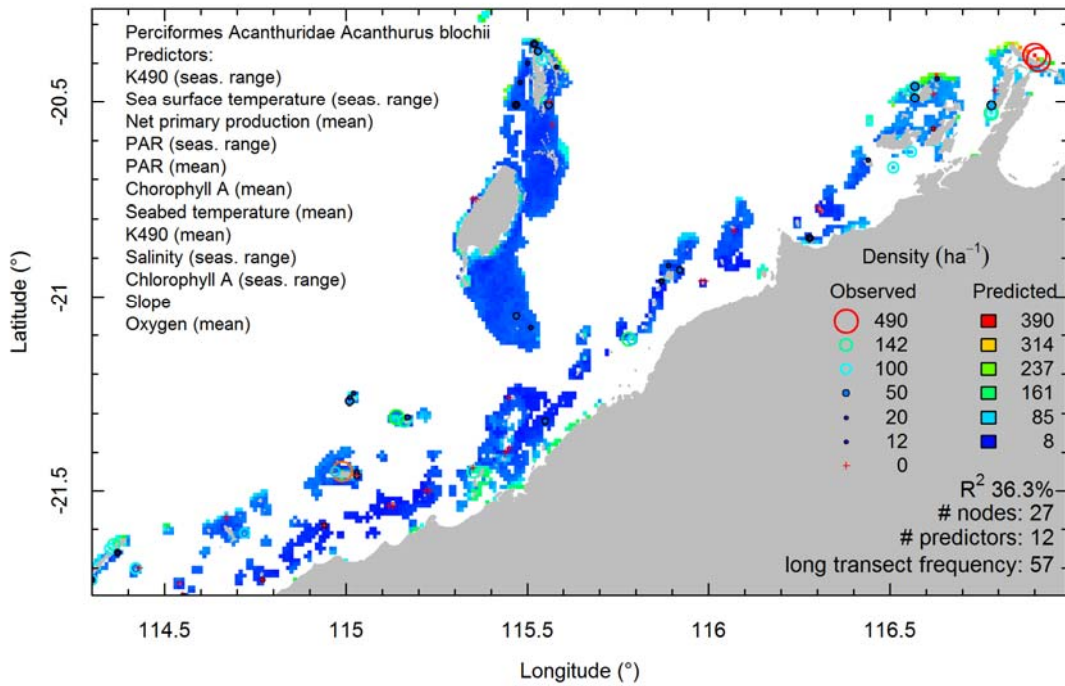 Perciformes Acanthuridae Acanthurus blochii
Predictors:
K490 (seas. range)
Sea surface temperature (seas. range)
Net primary production (mean)
PAR (seas. range)
PAR (mean)
Chorophyll A (mean)
Seabed temperature (mean)
K490 (mean)
Salinity (seas. range)
Chlorophyll A (seas. range)
Slope
Oxygen (mean)
Latitude (°)
-20.5
-21
-21.5
Density (ha⁻¹)
Observed Predicted
490 390
142 314
100 237
50 161
20 85
12 8
0
R² 36.3%
# nodes: 27
# predictors: 12
long transect frequency: 57
114.5 115 115.5 116 116.5
Longitude (°)